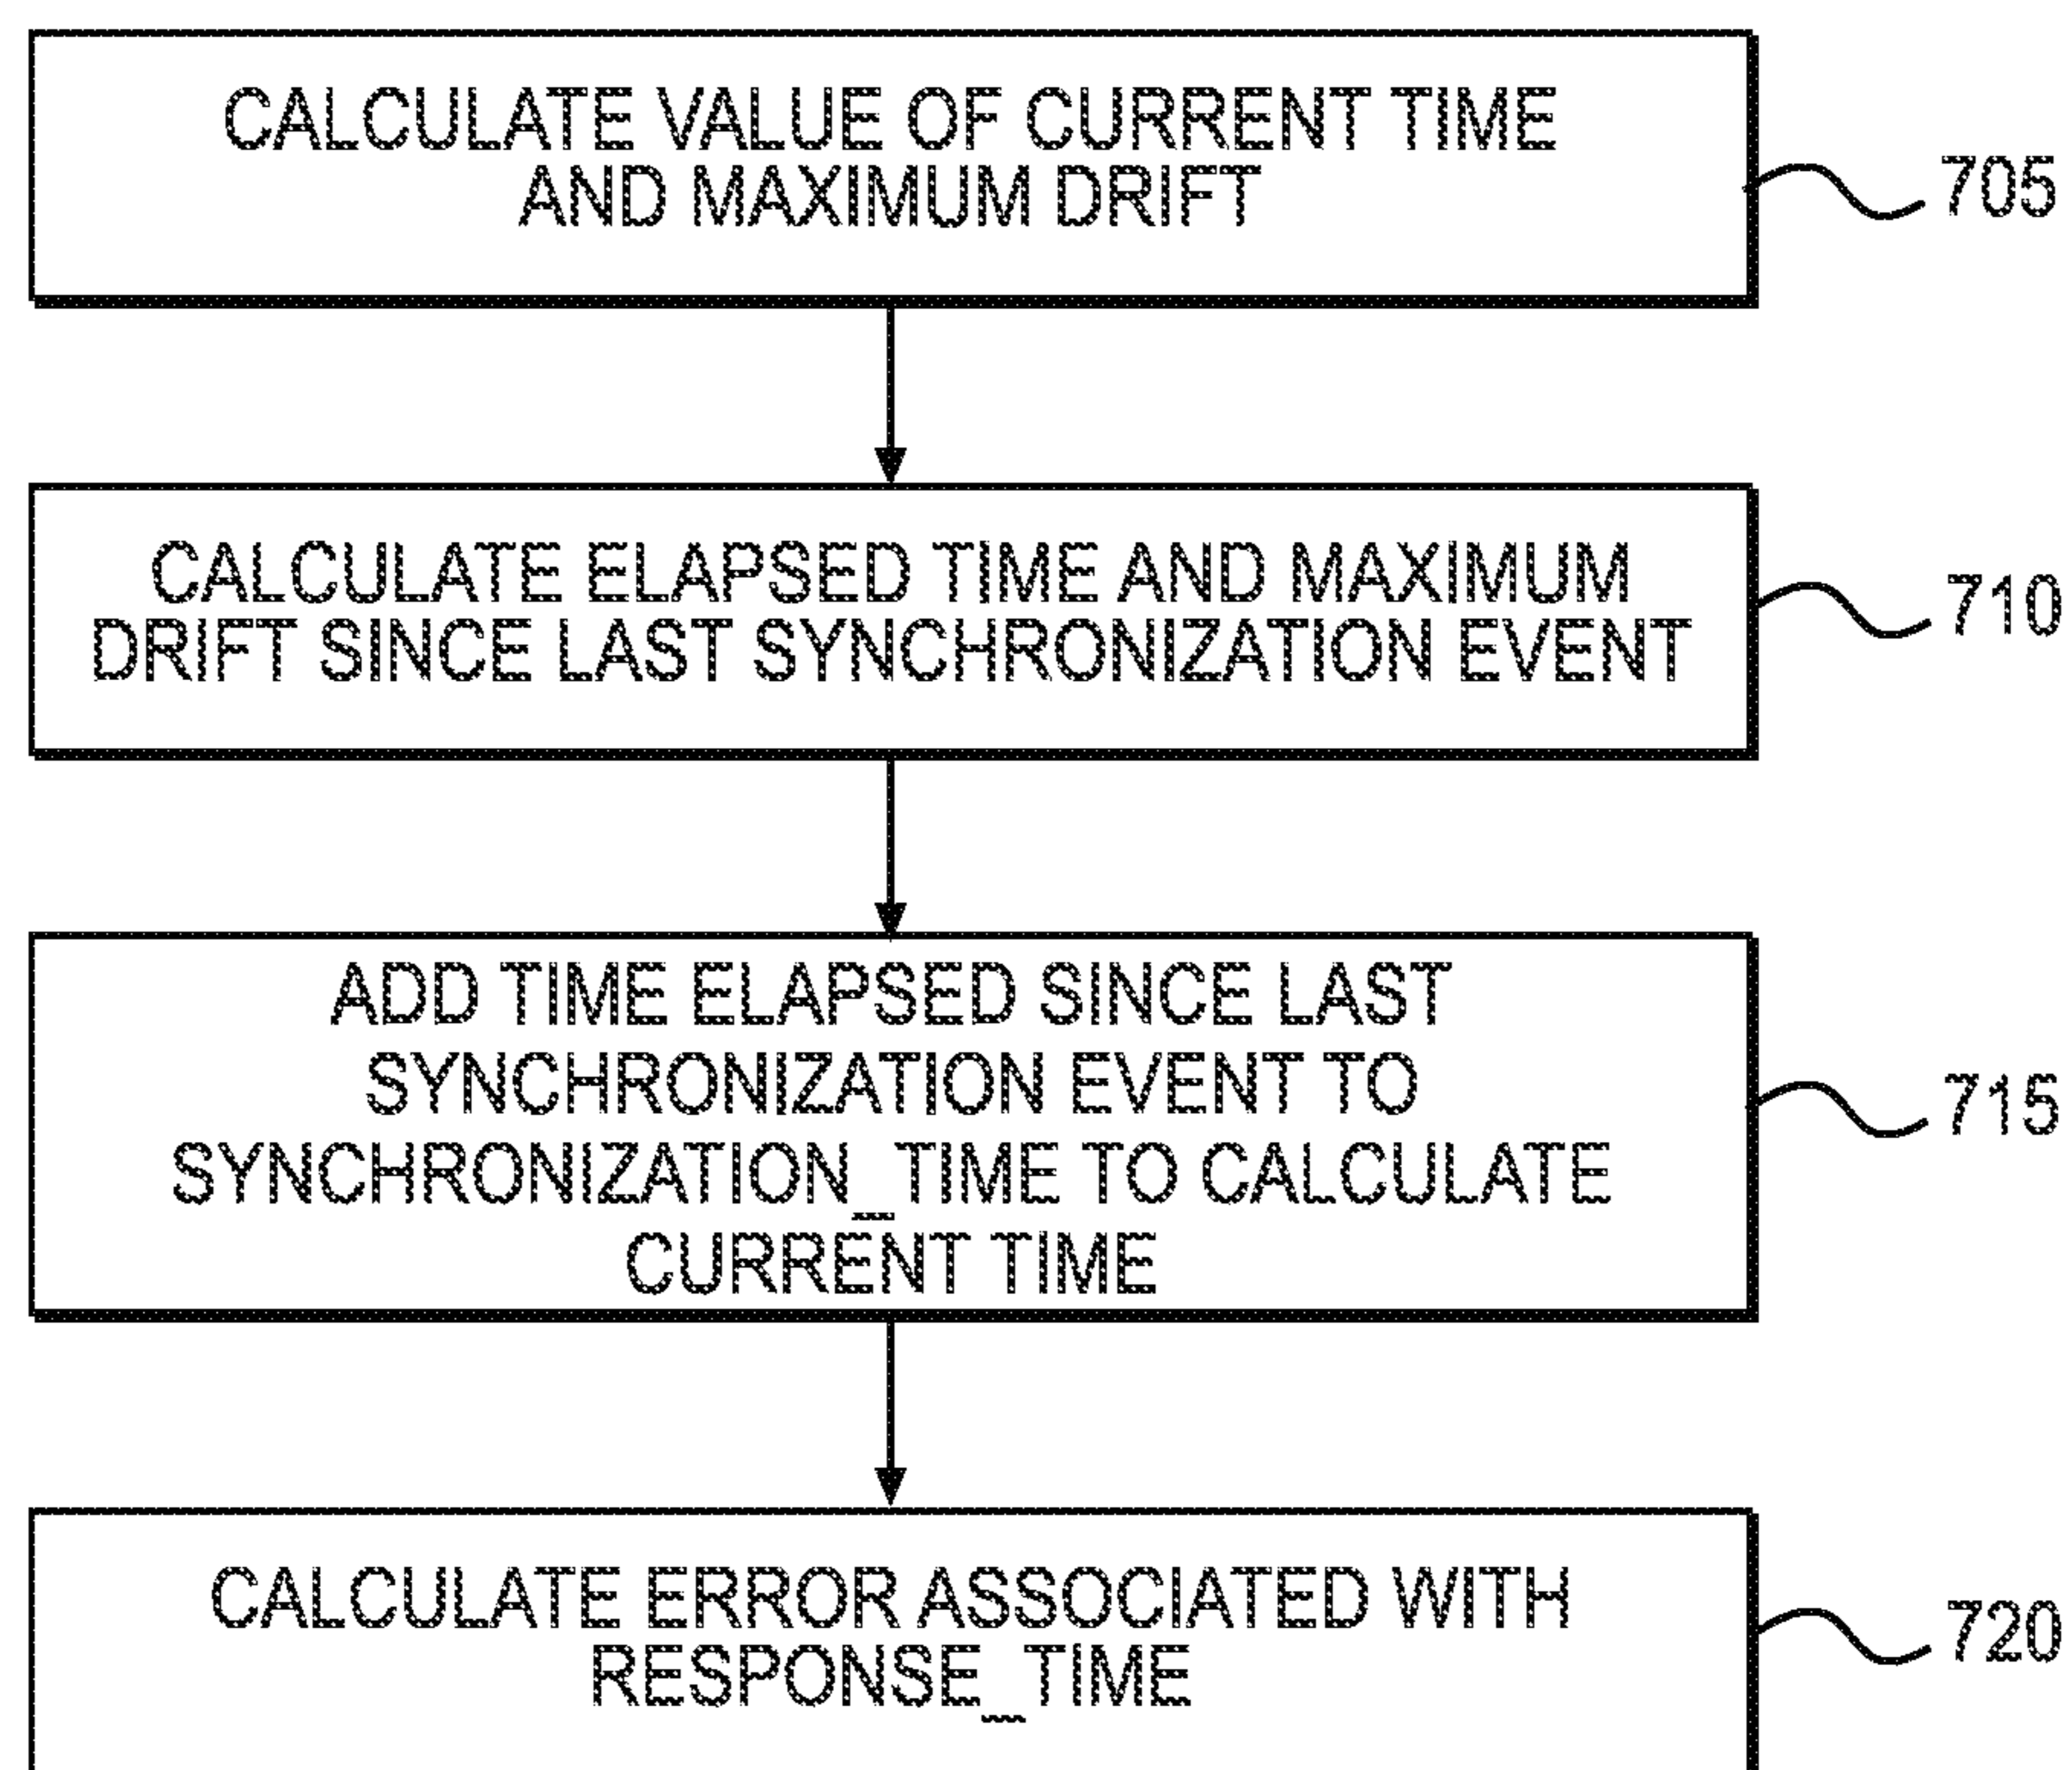 CALCULATE VALUE OF CURRENT TIME
AND MAXIMUM DRIFT
705
CALCULATE ELAPSED TIME AND MAXIMUM
DRIFT SINCE LAST SYNCHRONIZATION EVENT
710
ADD TIME ELAPSED SINCE LAST
SYNCHRONIZATION EVENT TO
SYNCHRONIZATION_TIME TO CALCULATE
CURRENT TIME
715
CALCULATE ERROR ASSOCIATED WITH
RESPONSE_TIME
720